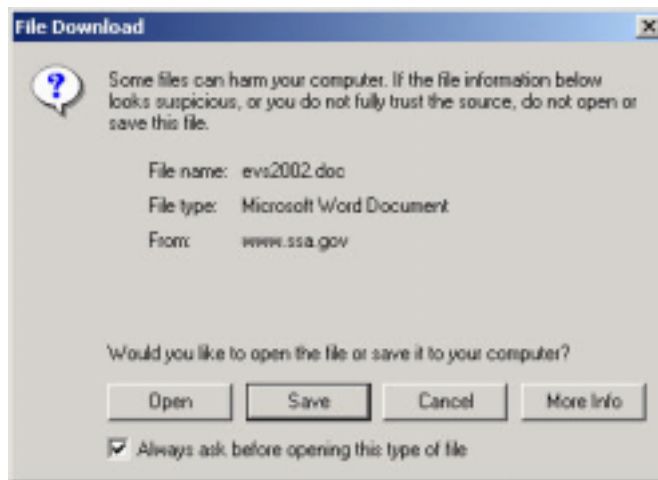 File Download
Some files can harm your computer. If the file information below
looks suspicious, or you do not fully trust the source, do not open or
save this file.
File name: evs2002.doc
File type: Microsoft Word Document
From: www.ssa.gov
Would you like to open the file or save it to your computer?
Open Save Cancel More Info
Always ask before opening this type of file